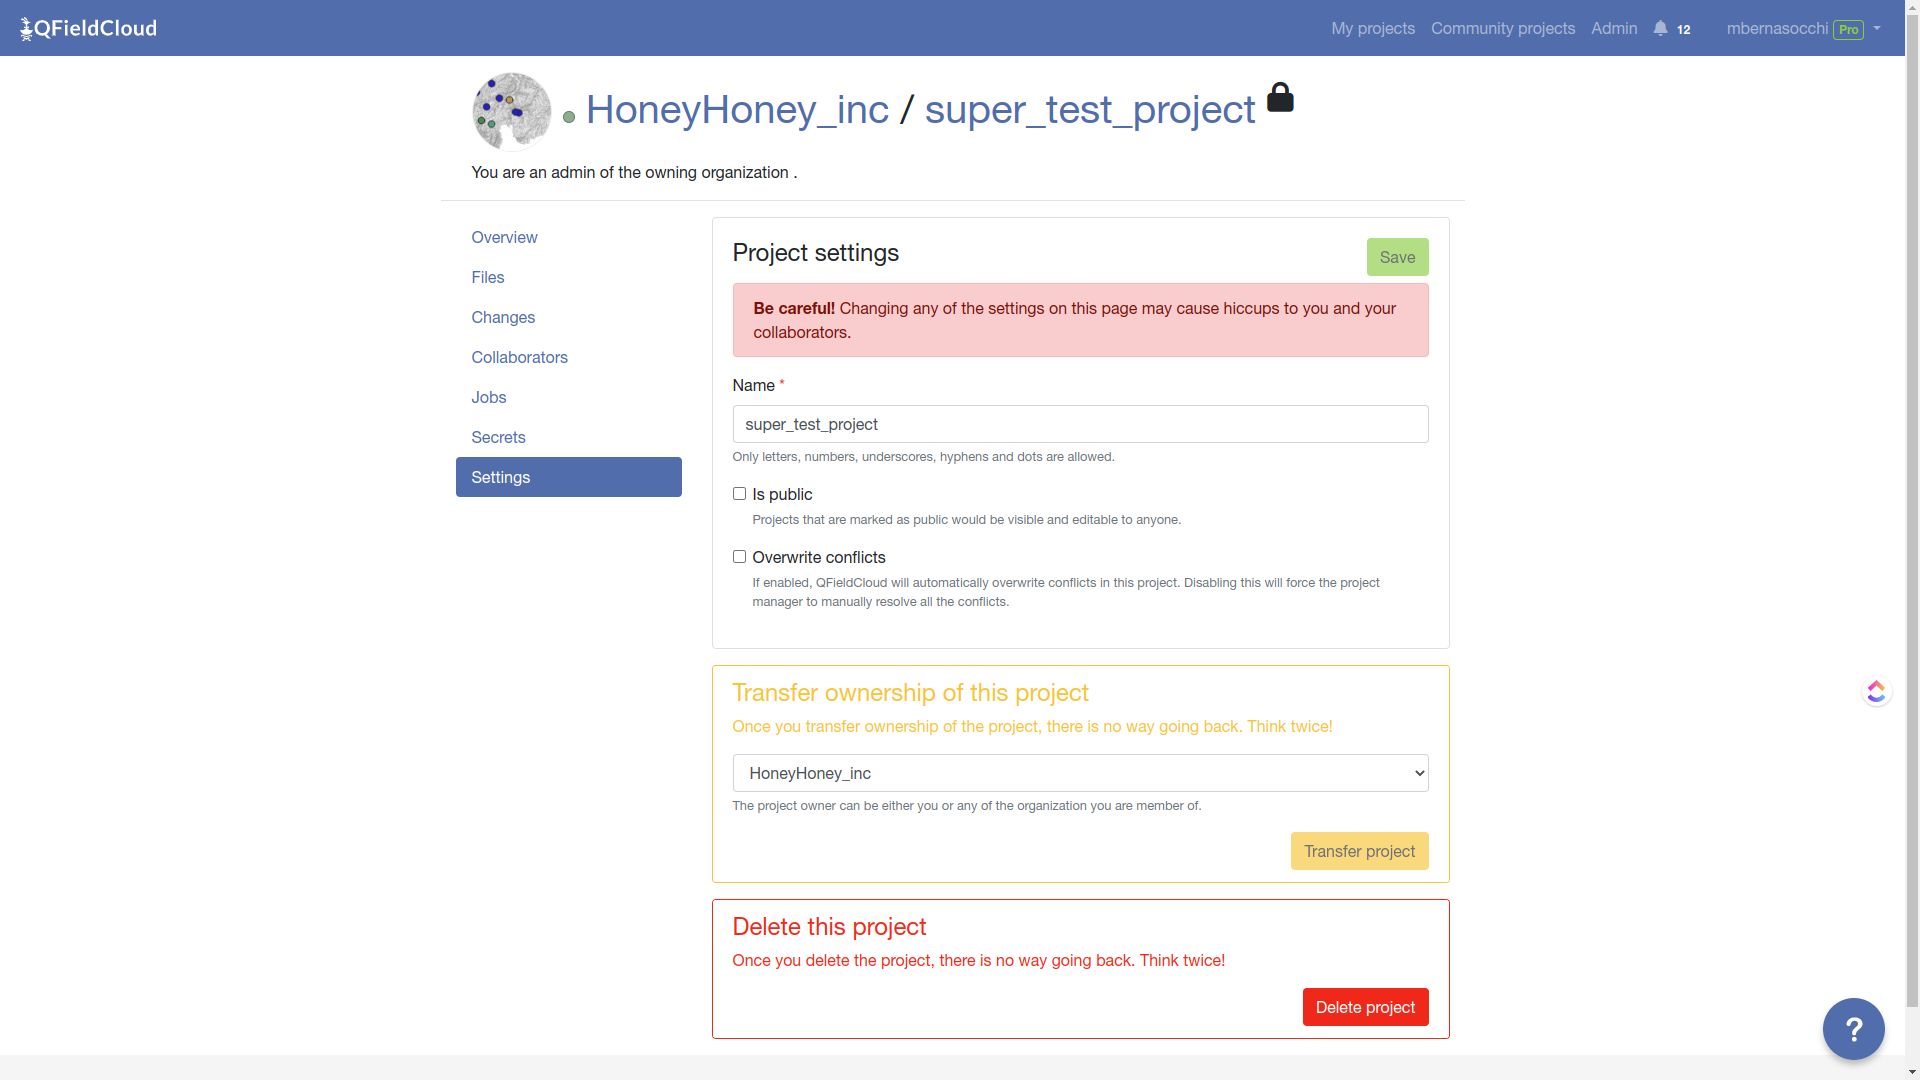 QFieldCloud
My projects Community projects Admin 12 mbernasocchi Pro
HoneyHoney_inc / super_test_project
You are an admin of the owning organization .
Overview
Files
Changes
Collaborators
Jobs
Secrets
Settings
Project settings
Save
Be careful! Changing any of the settings on this page may cause hiccups to you and your
collaborators.
Name *
super_test_project
Only letters, numbers, underscores, hyphens and dots are allowed.
Is public
Projects that are marked as public would be visible and editable to anyone.
Overwrite conflicts
If enabled, QFieldCloud will automatically overwrite conflicts in this project. Disabling this will force the project
manager to manually resolve all the conflicts.
Transfer ownership of this project
Once you transfer ownership of the project, there is no way going back. Think twice!
HoneyHoney_inc
The project owner can be either you or any of the organization you are member of.
Transfer project
Delete this project
Once you delete the project, there is no way going back. Think twice!
Delete project
?